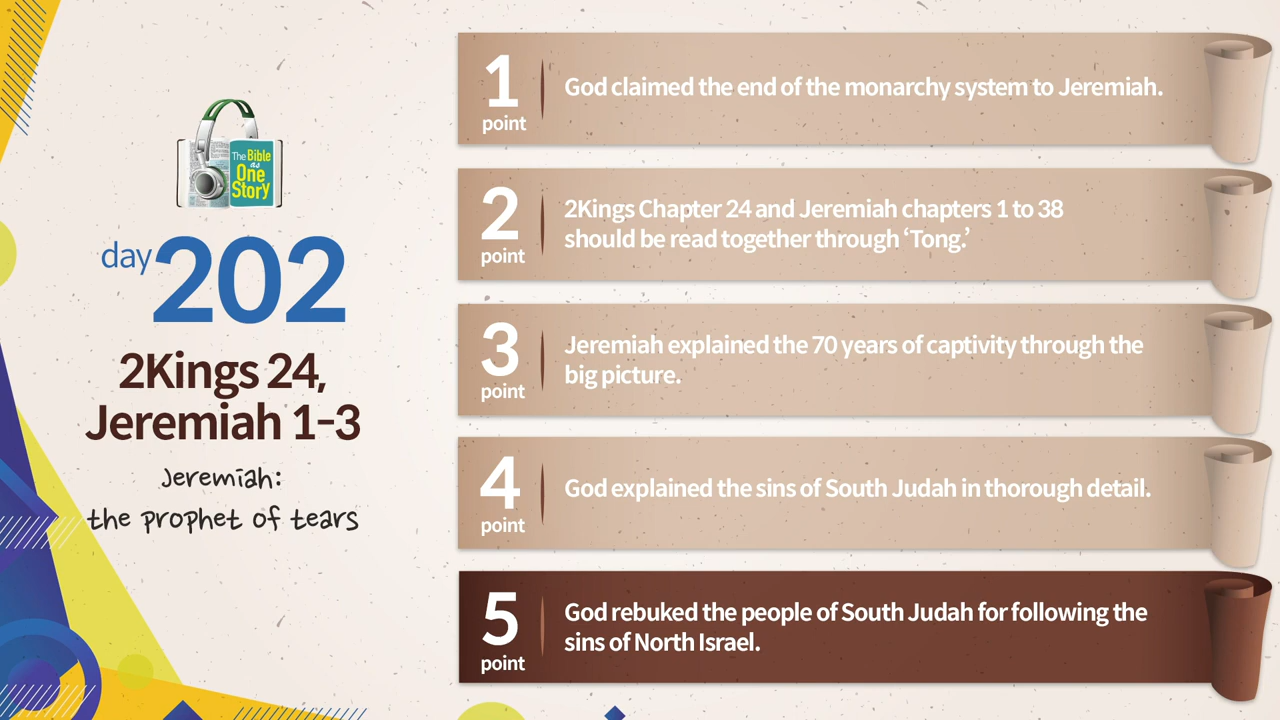 The Bible
as
One
Story
day 202
2Kings 24,
Jeremiah 1-3
Jeremiah:
the prophet of tears
1
point
God claimed the end of the monarchy system to Jeremiah.
2
point
2Kings Chapter 24 and Jeremiah chapters 1 to 38
should be read together through ‘Tong.’
3
point
Jeremiah explained the 70 years of captivity through the
big picture.
4
point
God explained the sins of South Judah in thorough detail.
5
point
God rebuked the people of South Judah for following the
sins of North Israel.